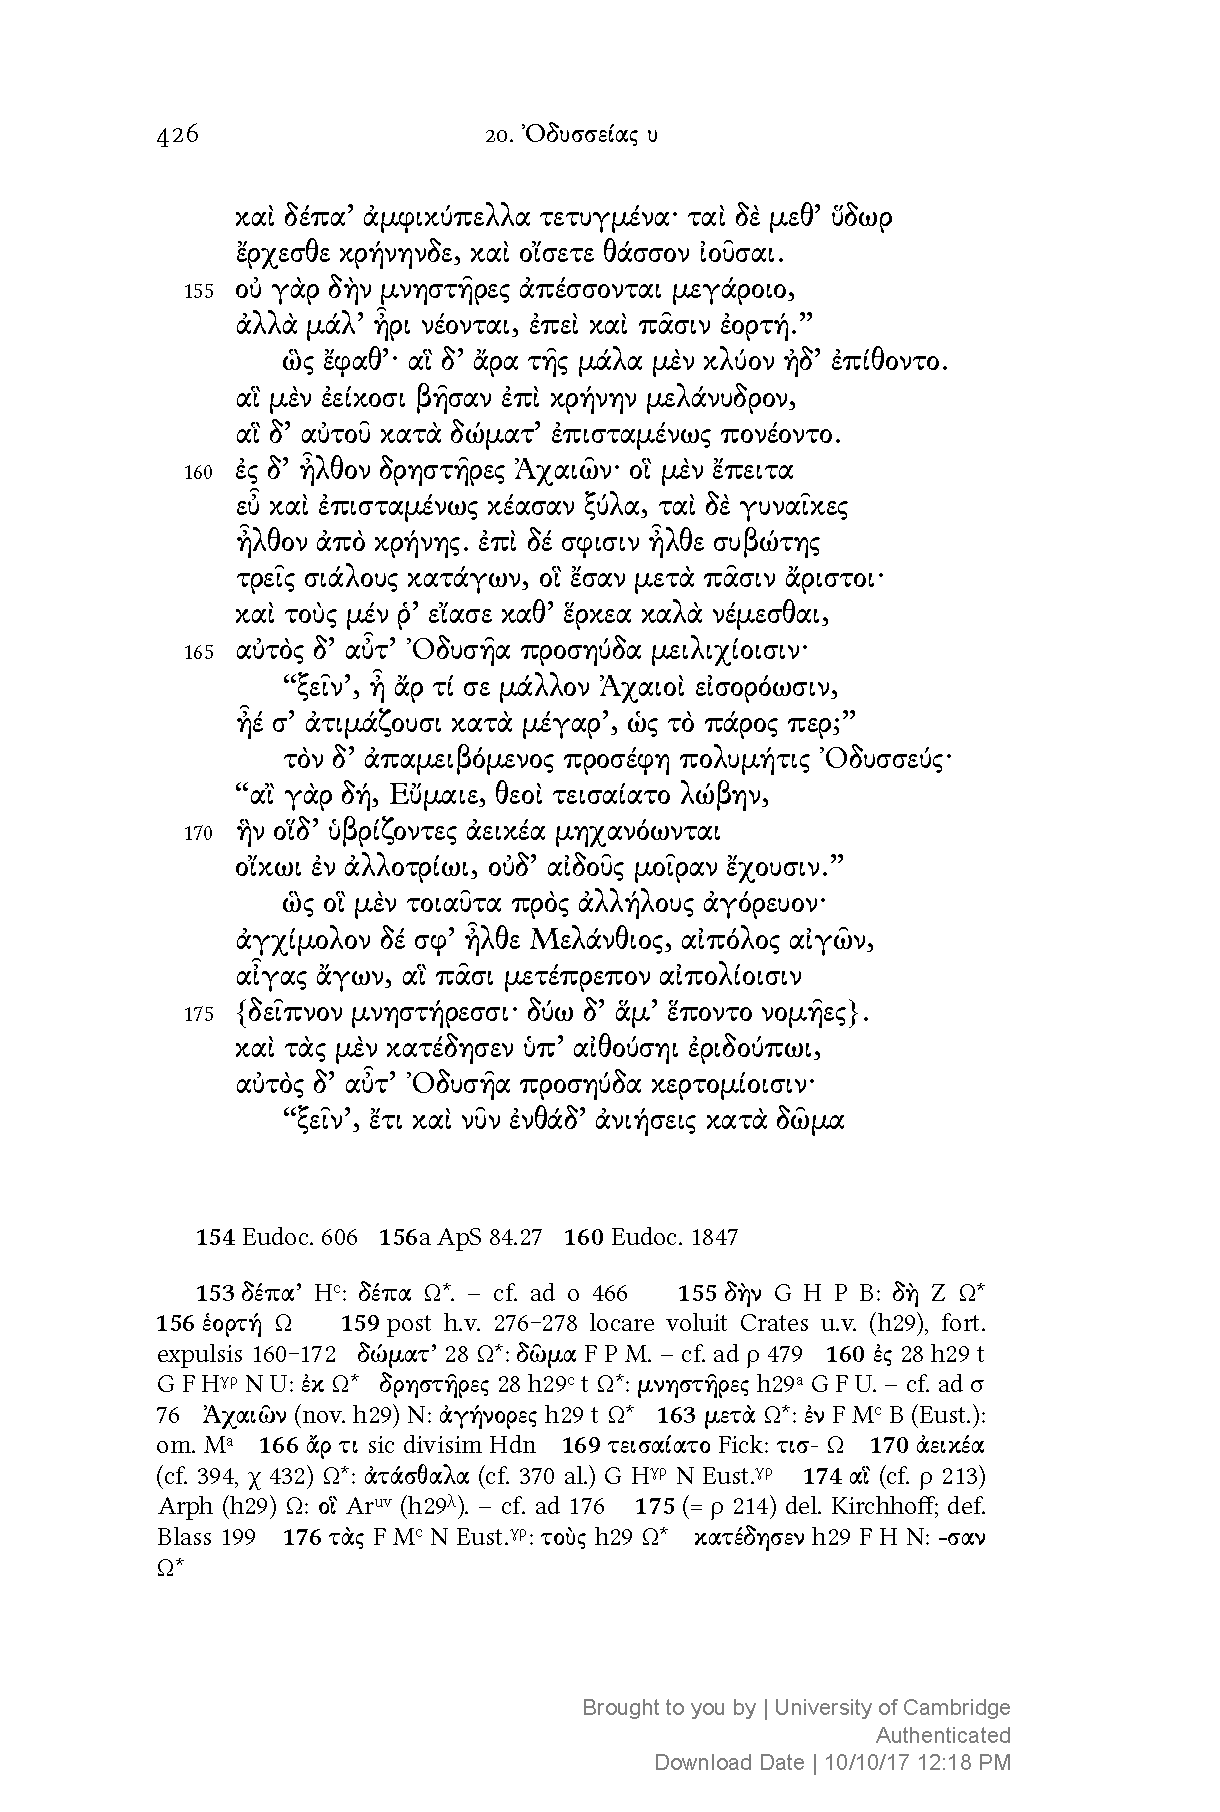 426 20. Ὀδυσσείας υ
καὶ δέπα’ ἀμφικύπελλα τετυγμένα· ταὶ δὲ μεθ’ ὕδωρ
ἔρχεσθε κρήνηνδε, καὶ οἴσετε θάσσον ἰοῦσαι.
155 οὐ γὰρ δὴν μνηστῆρες ἀπέσσονται μεγάροιο,
ἀλλὰ μάλ’ ἦρι νέονται, ἐπεὶ καὶ πᾶσιν ἐορτή.”
ὣς ἔφαθ’· αἳ δ’ ἄρα τῆς μάλα μὲν κλύον ἠδ’ ἐπίθοντο.
αἳ μὲν ἐείκοσι βῆσαν ἐπὶ κρήνην μελάνυδρον,
αἳ δ’ αὐτοῦ κατὰ δώματ’ ἐπισταμένως πονέοντο.
160 ἐς δ’ ἦλθον δρηστῆρες Ἀχαιῶν· οἳ μὲν ἔπειτα
εὖ καὶ ἐπισταμένως κέασαν ξύλα, ταὶ δὲ γυναῖκες
ἦλθον ἀπὸ κρήνης. ἐπὶ δέ σφισιν ἦλθε συβώτης
τρεῖς σιάλους κατάγων, οἳ ἔσαν μετὰ πᾶσιν ἄριστοι·
καὶ τοὺς μέν ῥ’ εἴασε καθ’ ἕρκεα καλὰ νέμεσθαι,
165 αὐτὸς δ’ αὖτ’ Ὀδυσῆα προσηύδα μειλιχίοισιν·
“ξεῖν’, ἦ ἄρ τί σε μάλλον Ἀχαιοὶ εἰσορόωσιν,
ἦέ σ’ ἀτιμάζουσι κατὰ μέγαρ’, ὡς τὸ πάρος περ;”
τὸν δ’ ἀπαμειβόμενος προσέφη πολυμήτις Ὀδυσσεύς·
“αἲ γὰρ δή, Εὔμαιε, θεοὶ τεισαίατο λώβην,
170 ἣν οἵδ’ ὑβρίζοντες ἀεικέα μηχανόωνται
οἴκωι ἐν ἀλλοτρίωι, οὐδ’ αἰδοῦς μοῖραν ἔχουσιν.”
ὣς οἳ μὲν τοιαῦτα πρὸς ἀλλήλους ἀγόρευον·
ἀγχίμολον δέ σφ’ ἦλθε Μελάνθιος, αἰπόλος αἰγῶν,
αἶγας ἄγων, αἳ πᾶσι μετέπρεπον αἰπολίοισιν
175 {δεῖπνον μνηστήρεσσι· δύω δ’ ἅμ’ ἕποντο νομῆες}.
καὶ τὰς μὲν κατέδησεν ὑπ’ αἰθούσηι ἐριδούπωι,
αὐτὸς δ’ αὖτ’ Ὀδυσῆα προσηύδα κερτομίοισιν·
“ξεῖν’, ἔτι καὶ νῦν ἐνθάδ’ ἀνιήσεις κατὰ δῶμα
154 Eudoc. 606 156a ApS 84.27 160 Eudoc. 1847
153 δέπα’ Hᶜ: δέπα Ω*. – cf. ad ο 466 155 δὴν G H P B: δὴ Z Ω*
156 ἑορτή Ω 159 post h.v. 276–278 locare voluit Crates u.v. (h29), fort.
expulsis 160–172 δώματ’ 28 Ω*: δῶμα F P M. – cf. ad ρ 479 160 ἐς 28 h29 t
G F Hᵞᵖ N U: ἐκ Ω* δρηστῆρες 28 h29ᶜ t Ω*: μνηστῆρες h29ᵃ G F U. – cf. ad σ
76 Ἀχαιῶν (nov. h29) N: ἀγήνορες h29 t Ω* 163 μετὰ Ω*: ἐν F Mᶜ B (Eust.):
om. Mᵃ 166 ἄρ τι sic divisim Hdn 169 τεισαίατο Fick: τισ- Ω 170 ἀεικέα
(cf. 394, χ 432) Ω*: ἀτάσθαλα (cf. 370 al.) G Hᵞᵖ N Eust.ᵞᵖ 174 αἳ (cf. ρ 213)
Arph (h29) Ω: οἳ Arᵘᵛ (h29^λ). – cf. ad 176 175 (= ρ 214) del. Kirchhoff; def.
Blass 199 176 τὰς F Mᶜ N Eust.ᵞᵖ: τοὺς h29 Ω* κατέδησεν h29 F H N: -σαν
Ω*
Brought to you by | University of Cambridge
Authenticated
Download Date | 10/10/17 12:18 PM